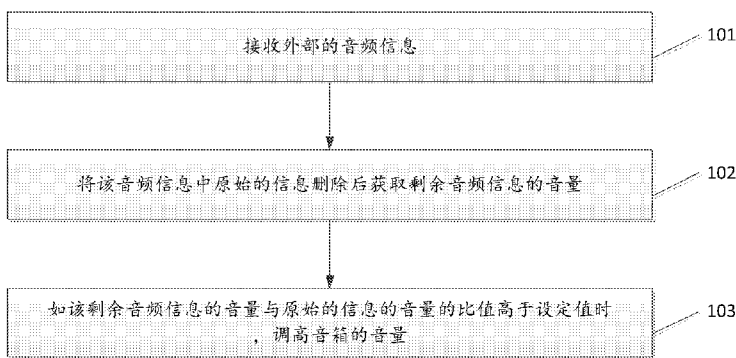 接收外部的音频信息
101
将该音频信息中原始的信息删除后获取剩余音频信息的音量
102
如该剩余音频信息的音量与原始的信息的音量的比值高于设定值时
，调高音箱的音量
103